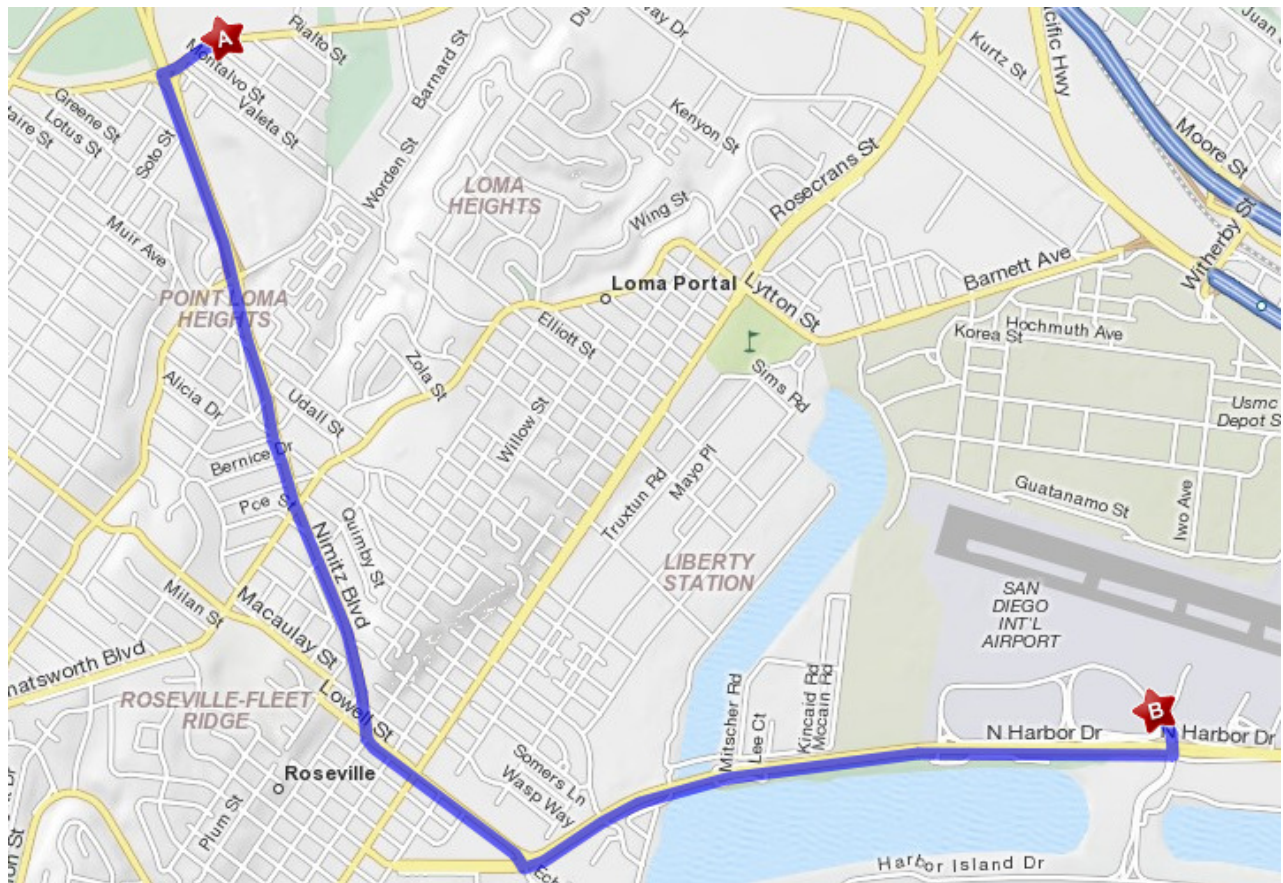 A
Rialto St
Montalvo St
Valeta St
Barnard St
Greene St
Lotus St
Soto St
Worden St
Muir Ave
LOMA
HEIGHTS
Kenyon St
Wing St
Rosecrans St
Kurtz St
Moore St
Witherby St
Barnett Ave
POINT LOMA
HEIGHTS
Loma Portal
Lytton St
Elliott St
Korea St
Hochmuth Ave
Sims Rd
Zola St
Alicia Dr
Udall St
Willow St
Usmc
Bernice Dr
Poe St
Quimby St
Truxtun Rd
Mayo Pl
Guatanamo St
Iwo Ave
LIBERTY
STATION
Nimitz Blvd
Milan St
Macaulay St
SAN
DIEGO
INT'L
AIRPORT
ROSEVILLE-FLEET
RIDGE
Lowell St
Mitscher Rd
Lee Ct
Kincaid Rd
Mccain Rd
B
N Harbor Dr
N Harbor Dr
Roseville
Somers Ln
Wasp Way
Plum St
Harbor Island Dr